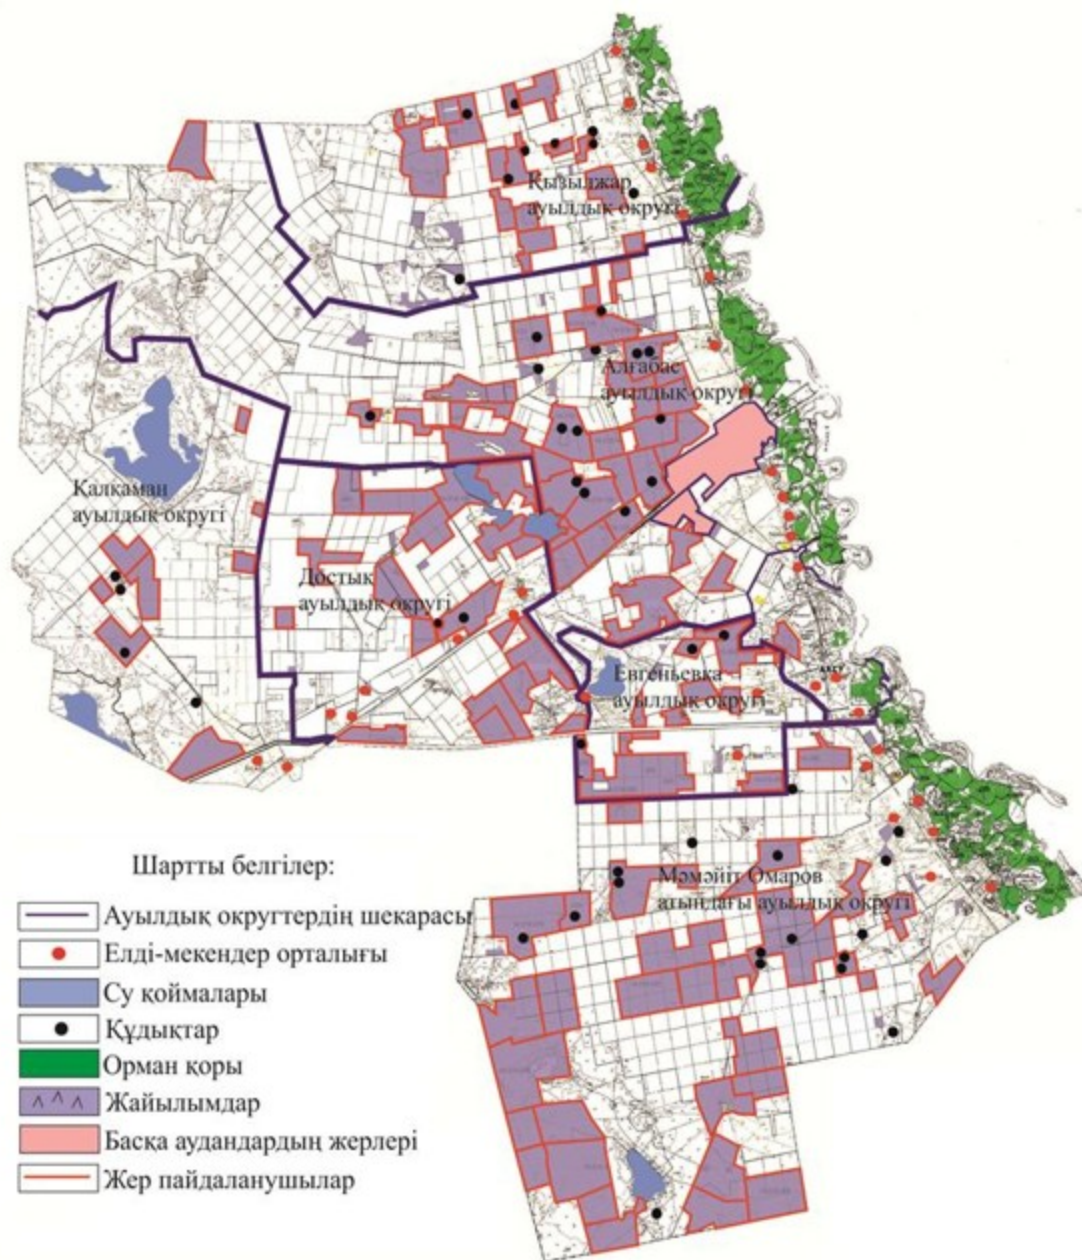 Қызылжар
ауылдық округі
Алғабас
ауылдық округі
Қалқаман
ауылдық округі
Достық
ауылдық округі
Евгеньевка
ауылдық округі
Мәмәйіт Омаров
атындағы ауылдық округі
Шартты белгілер:
Ауылдық округтердің шекарасы
Елді-мекендер орталығы
Су қоймалары
Құдықтар
Орман қоры
Жайылымдар
Басқа аудандардың жерлері
Жер пайдаланушылар